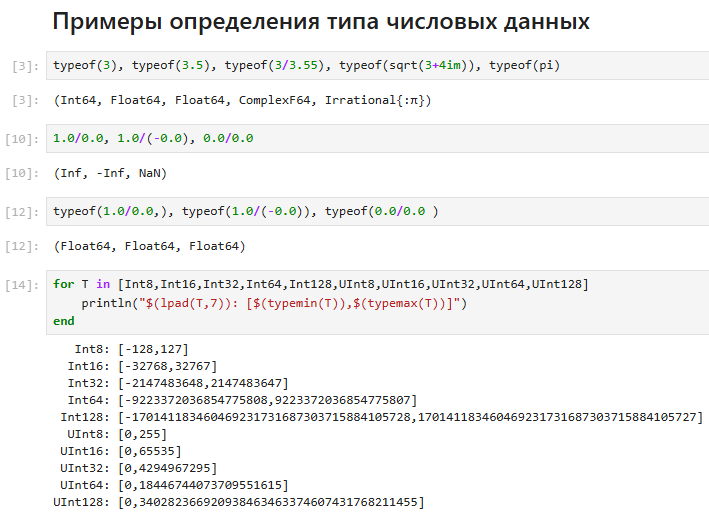 Примеры определения типа числовых данных
[3]: typeof(3), typeof(3.5), typeof(3/3.55), typeof(sqrt(3+4im)), typeof(pi)
[3]: (Int64, Float64, Float64, ComplexF64, Irrational{:π})
[10]: 1.0/0.0, 1.0/(-0.0), 0.0/0.0
[10]: (Inf, -Inf, NaN)
[12]: typeof(1.0/0.0,), typeof(1.0/(-0.0)), typeof(0.0/0.0 )
[12]: (Float64, Float64, Float64)
[14]: for T in [Int8,Int16,Int32,Int64,Int128,UInt8,UInt16,UInt32,UInt64,UInt128]
println("$(lpad(T,7)): [$(typemin(T)),$(typemax(T))]")
end
Int8: [-128,127]
Int16: [-32768,32767]
Int32: [-2147483648,2147483647]
Int64: [-9223372036854775808,9223372036854775807]
Int128: [-170141183460469231731687303715884105728,170141183460469231731687303715884105727]
UInt8: [0,255]
UInt16: [0,65535]
UInt32: [0,4294967295]
UInt64: [0,18446744073709551615]
UInt128: [0,340282366920938463463374607431768211455]